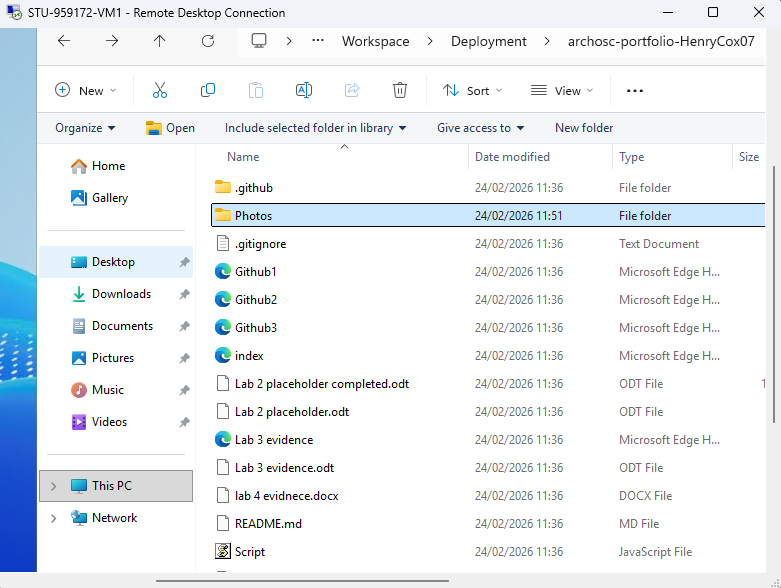 STU-959172-VM1 - Remote Desktop Connection
Workspace Deployment archosc-portfolio-HenryCox07
New Sort View
Organize Open Include selected folder in library Give access to New folder
Home
Gallery
Desktop
Downloads
Documents
Pictures
Music
Videos
This PC
Network
Name Date modified Type Size
.github 24/02/2026 11:36 File folder
Photos 24/02/2026 11:51 File folder
.gitignore 24/02/2026 11:36 Text Document
Github1 24/02/2026 11:36 Microsoft Edge H...
Github2 24/02/2026 11:36 Microsoft Edge H...
Github3 24/02/2026 11:36 Microsoft Edge H...
index 24/02/2026 11:36 Microsoft Edge H...
Lab 2 placeholder completed.odt 24/02/2026 11:36 ODT File 1
Lab 2 placeholder.odt 24/02/2026 11:36 ODT File
Lab 3 evidence 24/02/2026 11:36 Microsoft Edge H...
Lab 3 evidence.odt 24/02/2026 11:36 ODT File
lab 4 evidnece.docx 24/02/2026 11:36 DOCX File
README.md 24/02/2026 11:36 MD File
Script 24/02/2026 11:36 JavaScript File